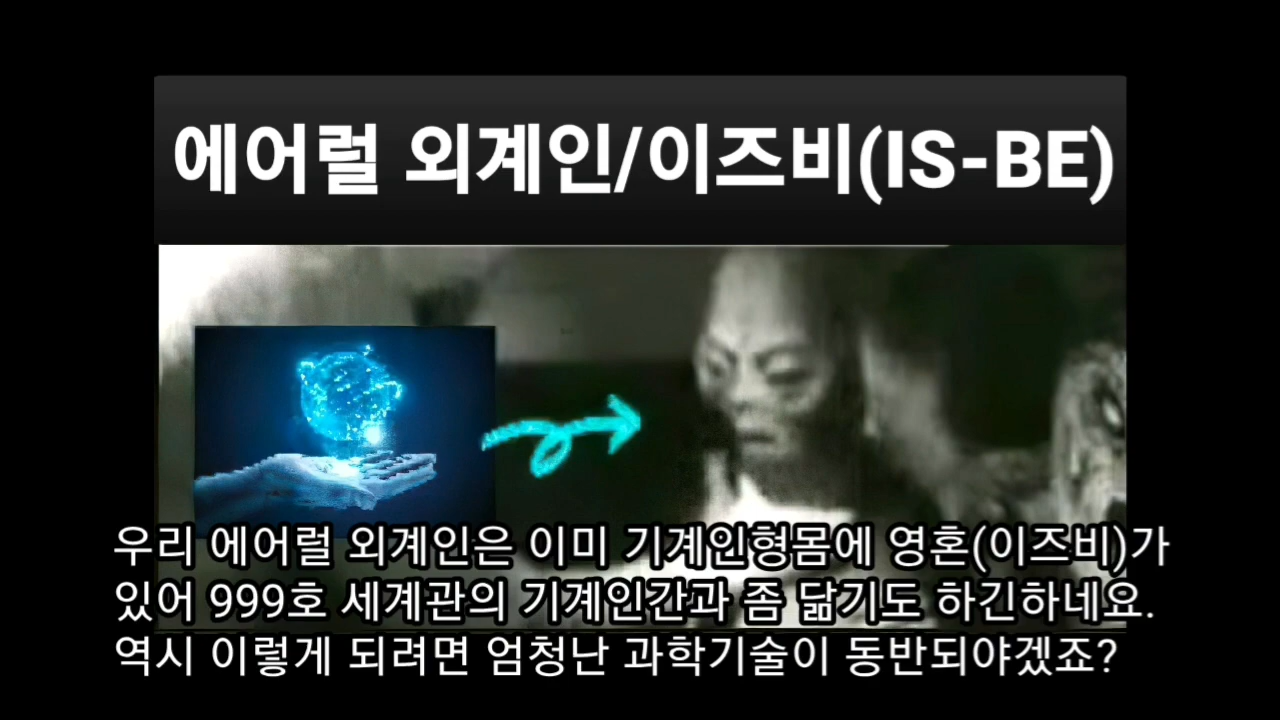 에어럴 외계인/이즈비(IS-BE)
우리 에어럴 외계인은 이미 기계인형몸에 영혼(이즈비)가
있어 999호 세계관의 기계인간과 좀 닮기도 하긴하네요.
역시 이렇게 되려면 엄청난 과학기술이 동반되야겠죠?